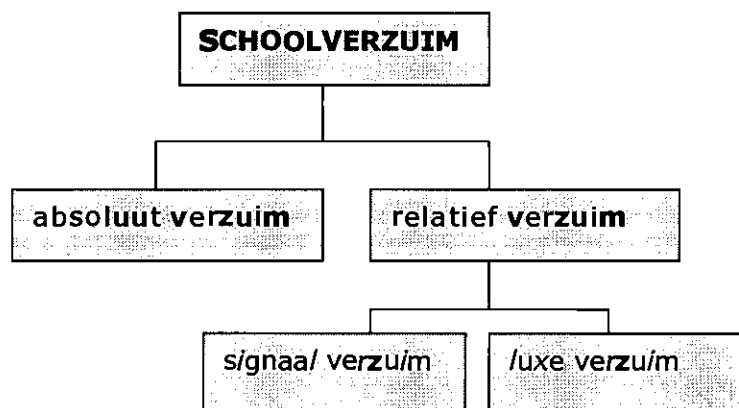 SCHOOLVERZUIM
absoluut verzuim
relatief verzuim
signaal verzuim
luxe verzuim